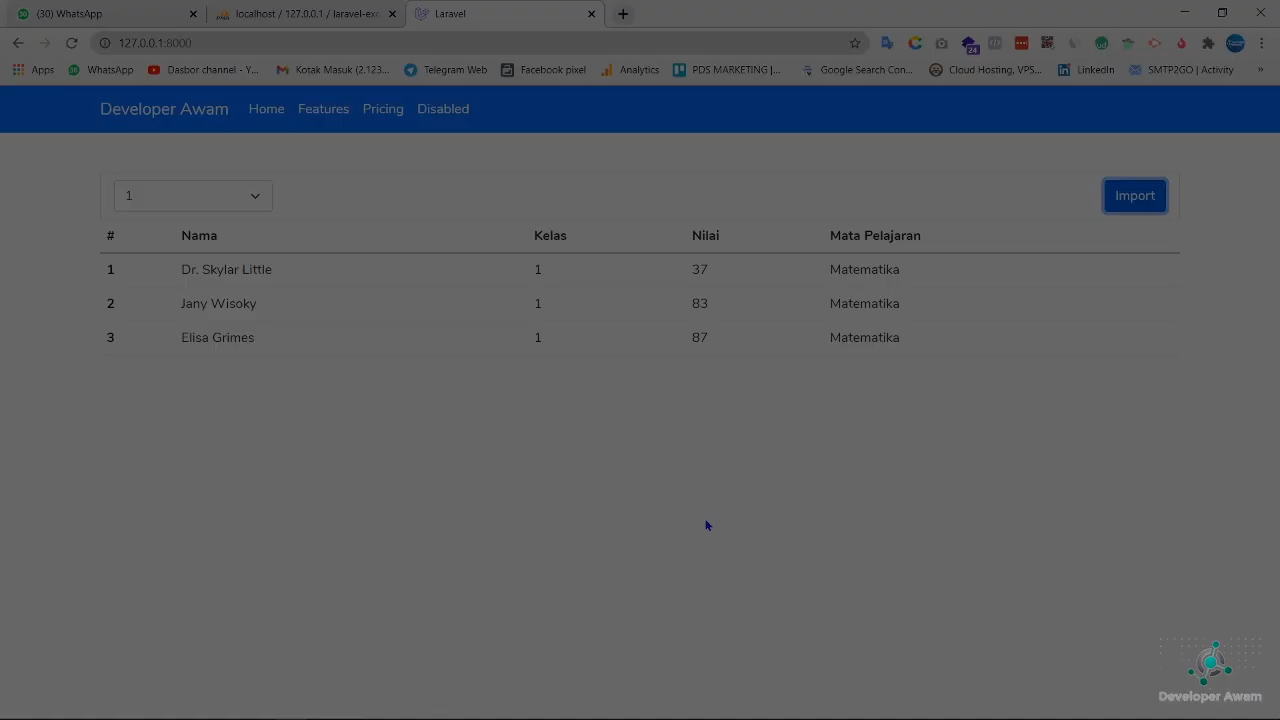 (30) WhatsApp
localhost / 127.0.0.1 / laravel-exc
Laravel
127.0.0.1:8000
24
Apps
WhatsApp
Dasbor channel - Y...
Kotak Masuk (2.123...
Telegram Web
Facebook pixel
Analytics
PDS MARKETING |...
Google Search Con...
Cloud Hosting, VPS...
LinkedIn
SMTP2GO | Activity
»
Developer Awam
Home
Features
Pricing
Disabled
1
Import
# Nama Kelas Nilai Mata Pelajaran
1 Dr. Skylar Little 1 37 Matematika
2 Jany Wisoky 1 83 Matematika
3 Elisa Grimes 1 87 Matematika
Developer Awam